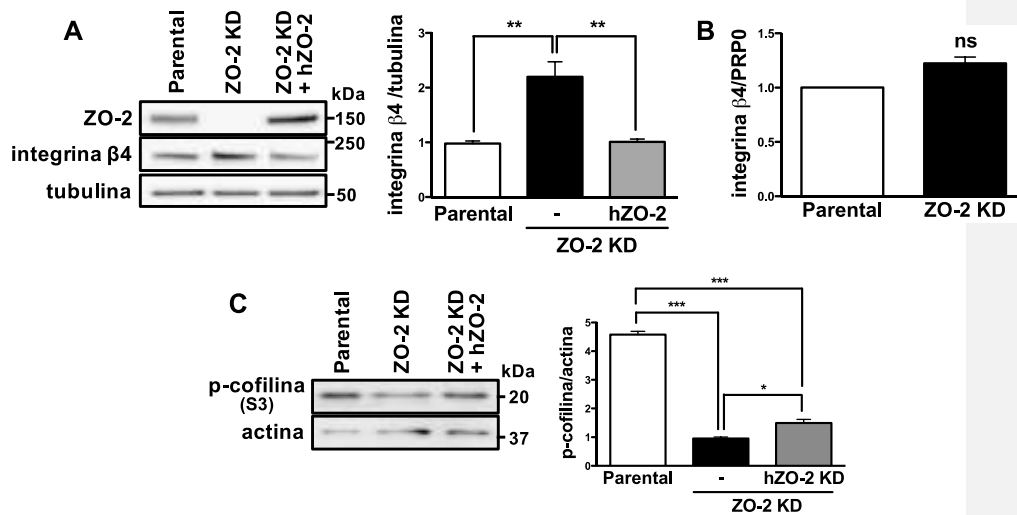 A
Parental
ZO-2 KD
ZO-2 KD
+ hZO-2
kDa
ZO-2
150
250
integrina β4
tubulina
50
integrina β4 /tubulina
3
2
1
0
**
**
Parental
-
hZO-2
ZO-2 KD
B
integrina β4/PRP0
1.5
1.0
0.5
0.0
ns
Parental
ZO-2 KD
C
Parental
ZO-2 KD
ZO-2 KD
+ hZO-2
kDa
p-cofilina
(S3)
20
actina
37
p-cofilina/actina
5
4
3
2
1
0
***
***
*
Parental
-
hZO-2 KD
ZO-2 KD